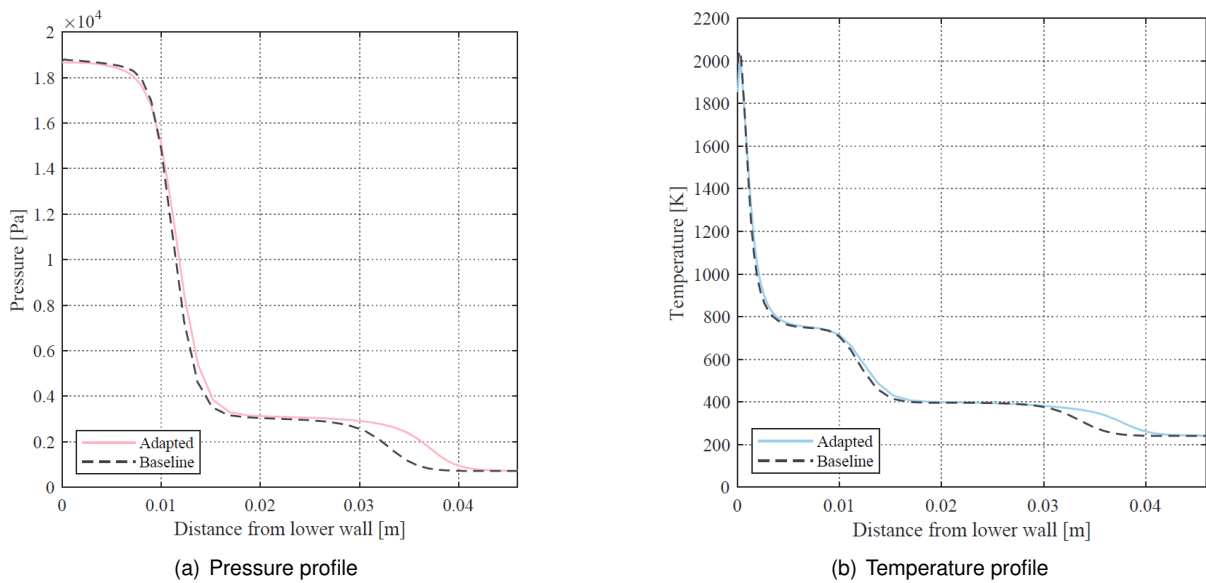 ×10⁴
2
1.8
1.6
1.4
1.2
1
0.8
0.6
0.4
0.2
0
Pressure [Pa]
Adapted
Baseline
0 0.01 0.02 0.03 0.04
Distance from lower wall [m]
(a) Pressure profile
2200
2000
1800
1600
1400
1200
1000
800
600
400
200
0
Temperature [K]
Adapted
Baseline
0 0.01 0.02 0.03 0.04
Distance from lower wall [m]
(b) Temperature profile